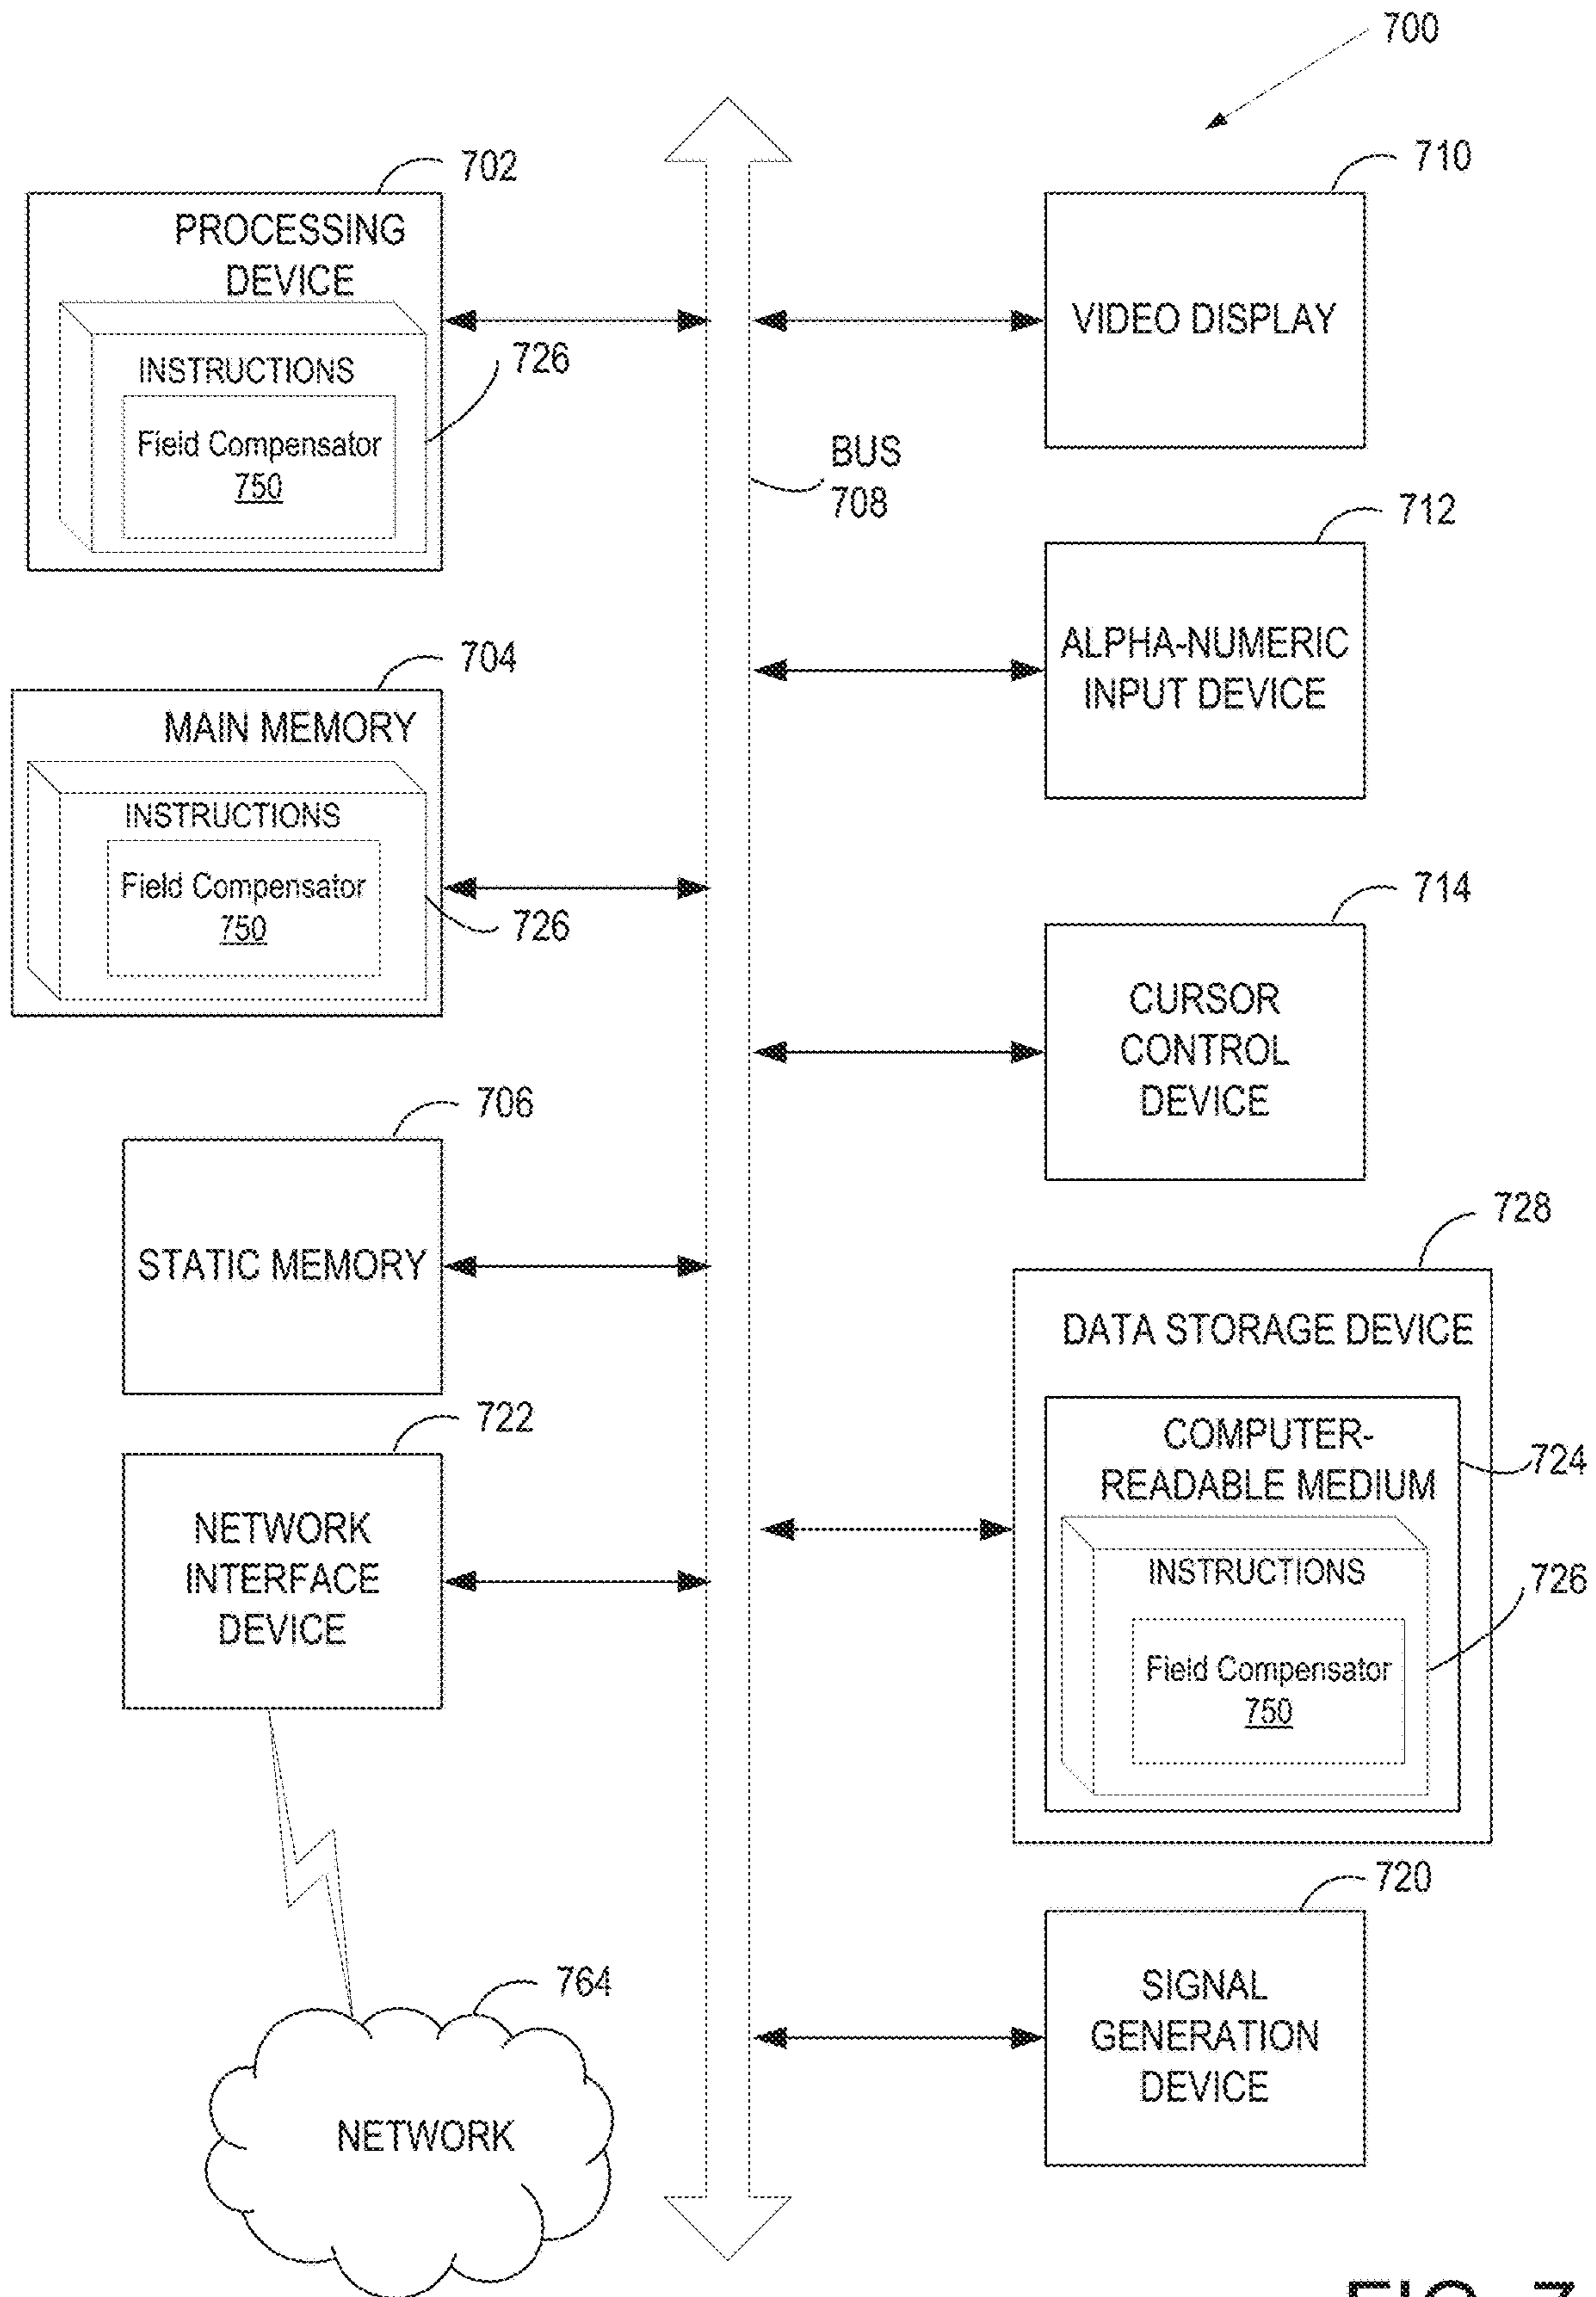 700
702
PROCESSING
DEVICE
INSTRUCTIONS
726
Field Compensator
750
704
MAIN MEMORY
INSTRUCTIONS
Field Compensator
750
726
706
STATIC MEMORY
722
NETWORK
INTERFACE
DEVICE
764
NETWORK
BUS
708
710
VIDEO DISPLAY
712
ALPHA-NUMERIC
INPUT DEVICE
714
CURSOR
CONTROL
DEVICE
728
DATA STORAGE DEVICE
COMPUTER-
READABLE MEDIUM
724
INSTRUCTIONS
726
Field Compensator
750
720
SIGNAL
GENERATION
DEVICE
FIG. 7